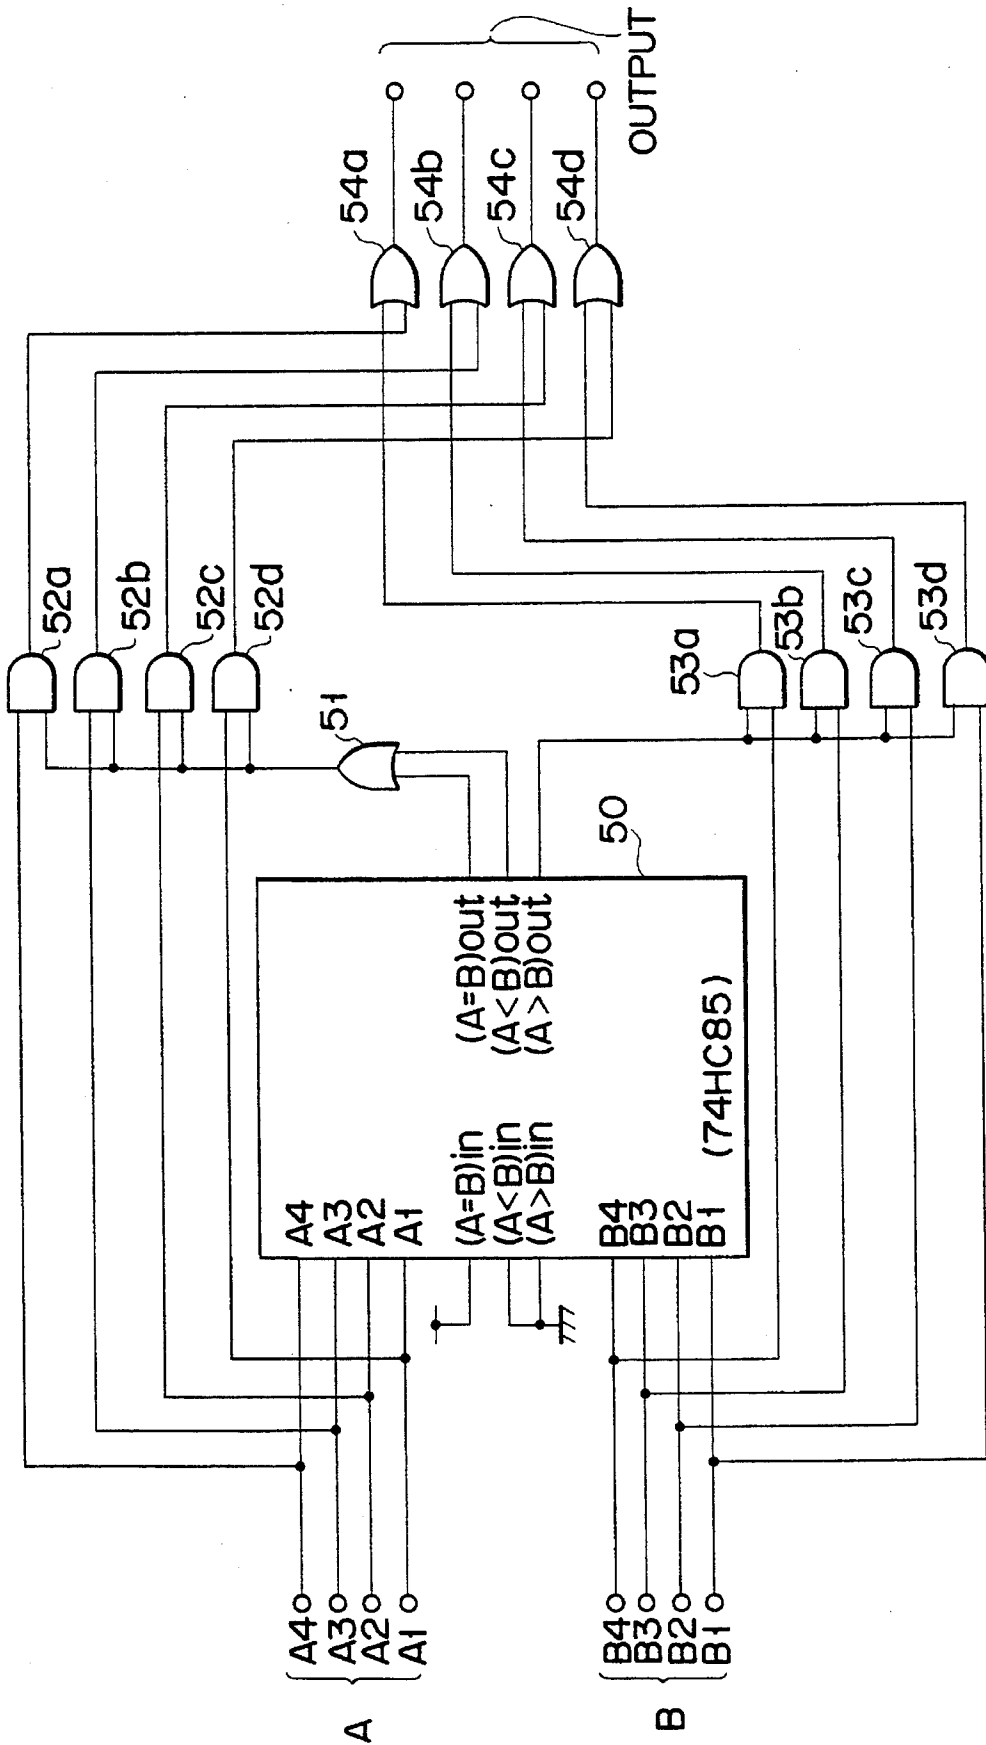 A
A4
A3
A2
A1
B
B4
B3
B2
B1
A4
A3
A2
A1
(A=B)in
(A<B)in
(A>B)in
B4
B3
B2
B1
(74HC85)
(A=B)out
(A<B)out
(A>B)out
50
51
52a
52b
52c
52d
53a
53b
53c
53d
54a
54b
54c
54d
OUTPUT